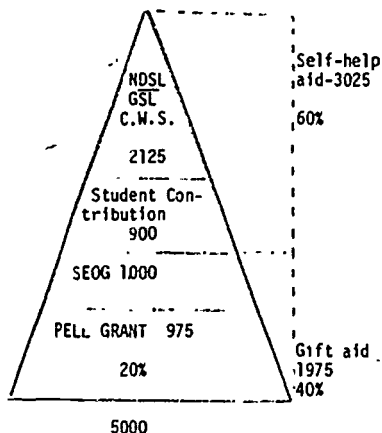 NDSL
GSL
C.W.S.
2125
Student Con-
tribution
900
SEOG 1000
PELL GRANT 975
20%
5000
Self-help
aid-3025
60%
Gift aid
1975
40%